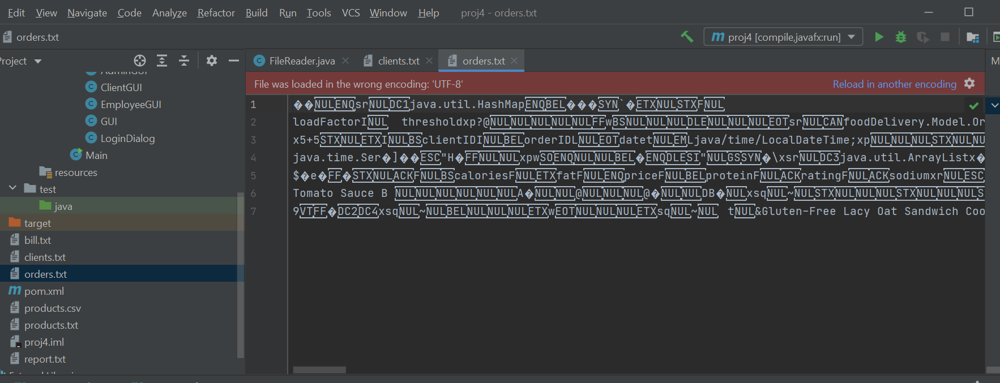 Edit View Navigate Code Analyze Refactor Build Run Tools VCS Window Help proj4 - orders.txt
orders.txt
proj4 [compile,javafx:run]
Project
FileReader.java
clients.txt
orders.txt
File was loaded in the wrong encoding: 'UTF-8'
Reload in another encoding
AdminGUI
ClientGUI
EmployeeGUI
GUI
LoginDialog
Main
resources
test
java
target
bill.txt
clients.txt
orders.txt
pom.xml
products.csv
products.txt
proj4.iml
report.txt
1 ��NULENQsrNULDC1java.util.HashMapENQBEL���SYN`�ETXNULSTXFNUL
2 loadFactorINUL thresholdxp?@NULNULNULNULNULFFwBSNULNULNULDLENULNULNULEOTsrNULCANfoodDelivery.Model.Or
3 x5+5STXNULETXINULBSclientIDINULBELorderIDLNULEOTdatetNULEMLjava/time/LocalDateTime;xpNULNULNULSTXNULNU
4 java.time.Ser�]��ESC"H�FFNULNULxpwSOENQNULNULBEL�ENQDLESI"NULGSSYN�\xsrNULDC3java.util.ArrayListx�
5 $�e�FF�STXNULACKFNULBScaloriesFNULETXfatFNULENQpriceFNULBELproteinFNULACKratingFNULACKsodiumxrNULESC
6 Tomato Sauce B NULNULNULNULNULNULA�NULNUL@NULNULNUL@�NULNULDB�NULxsqNUL~NULSTXNULNULNULSTXNULNULNULS
7 9VTFF�DC2DC4xsqNUL~NULBELNULNULNULETXwEOTNULNULNULETXsqNUL~NUL tNUL&Gluten-Free Lacy Oat Sandwich Coo